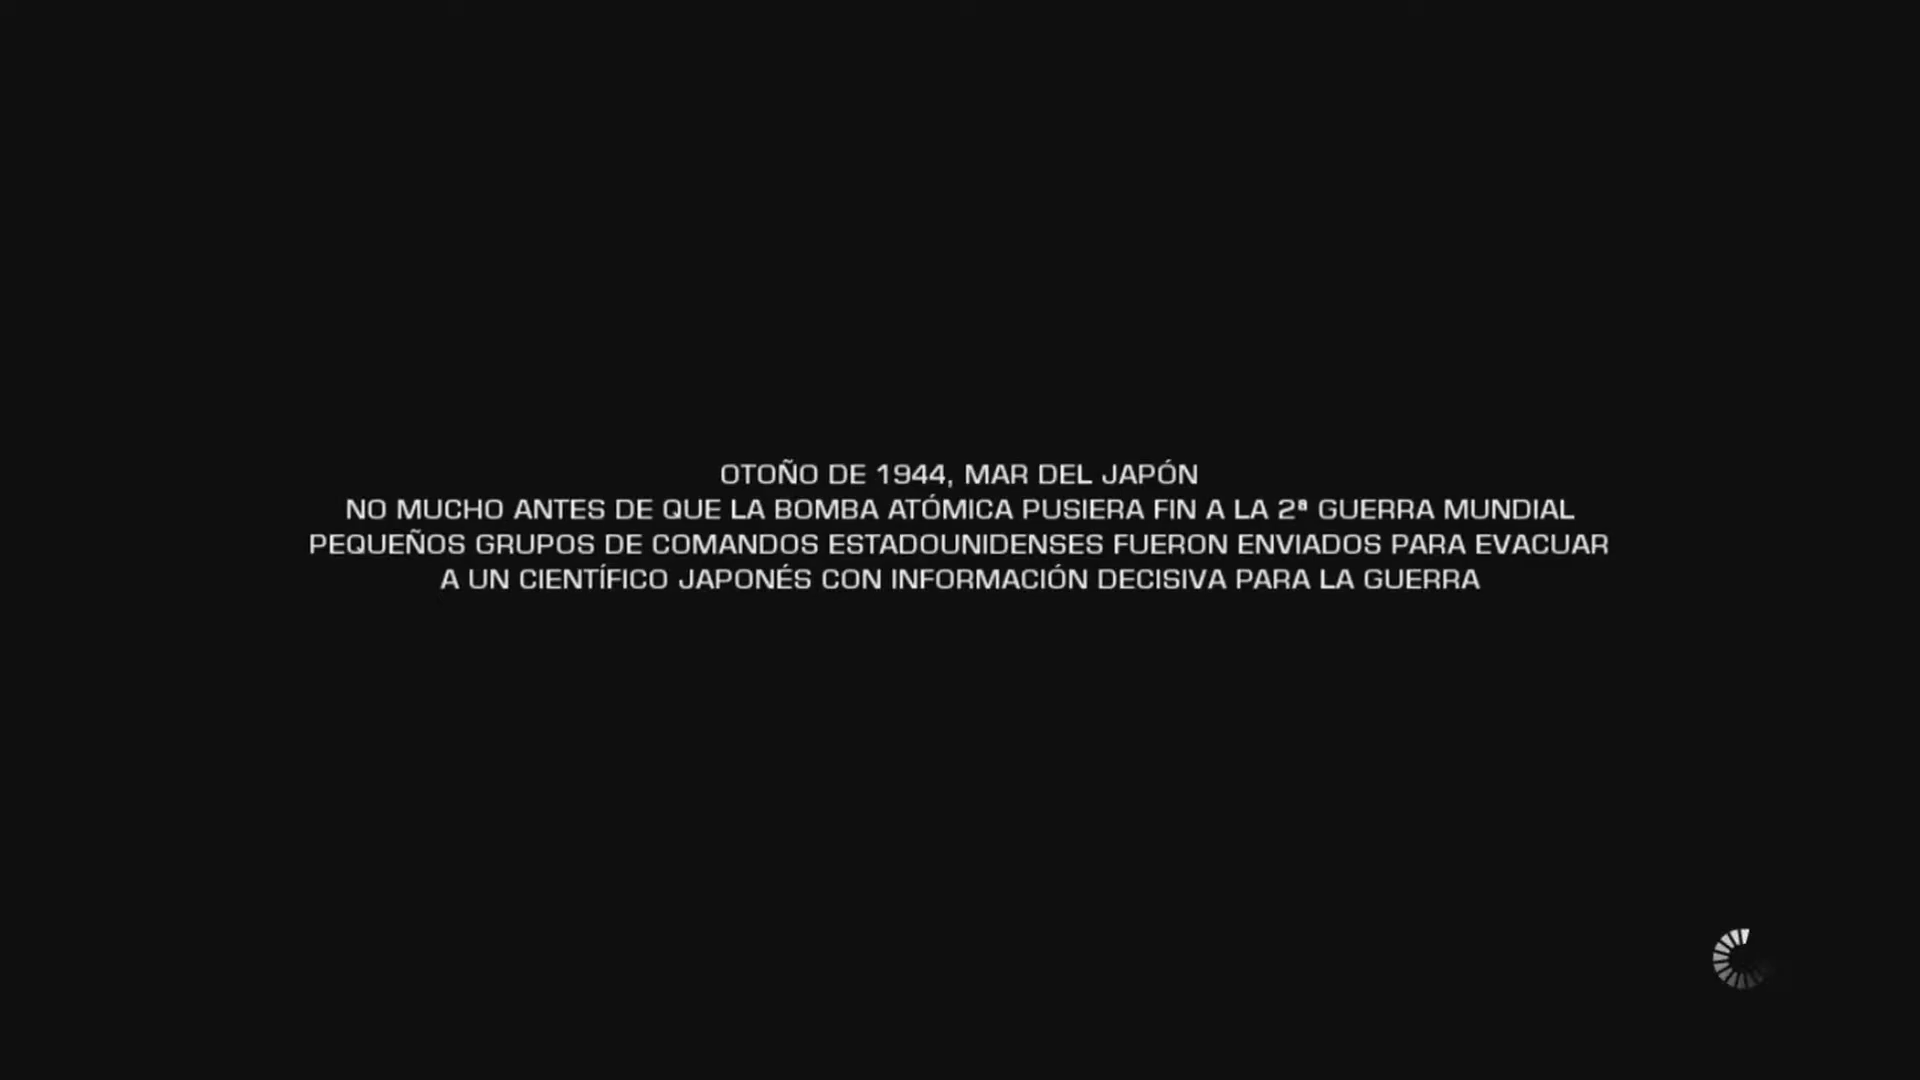 OTOÑO DE 1944, MAR DEL JAPÓN
NO MUCHO ANTES DE QUE LA BOMBA ATÓMICA PUSIERA FIN A LA 2ª GUERRA MUNDIAL
PEQUEÑOS GRUPOS DE COMANDOS ESTADOUNIDENSES FUERON ENVIADOS PARA EVACUAR
A UN CIENTÍFICO JAPONÉS CON INFORMACIÓN DECISIVA PARA LA GUERRA